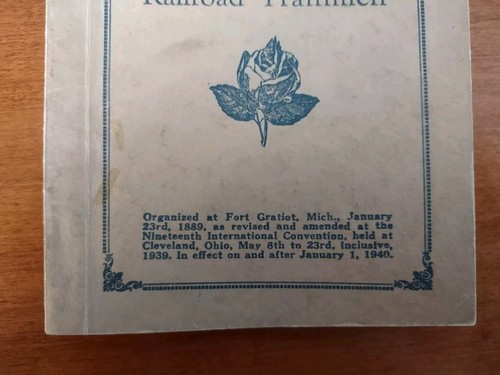 Railroad Trainmen
Organized at Fort Gratiot, Mich., January
23rd, 1889, as revised and amended at the
Nineteenth International Convention, held at
Cleveland, Ohio, May 8th to 23rd, inclusive,
1939. In effect on and after January 1, 1940.